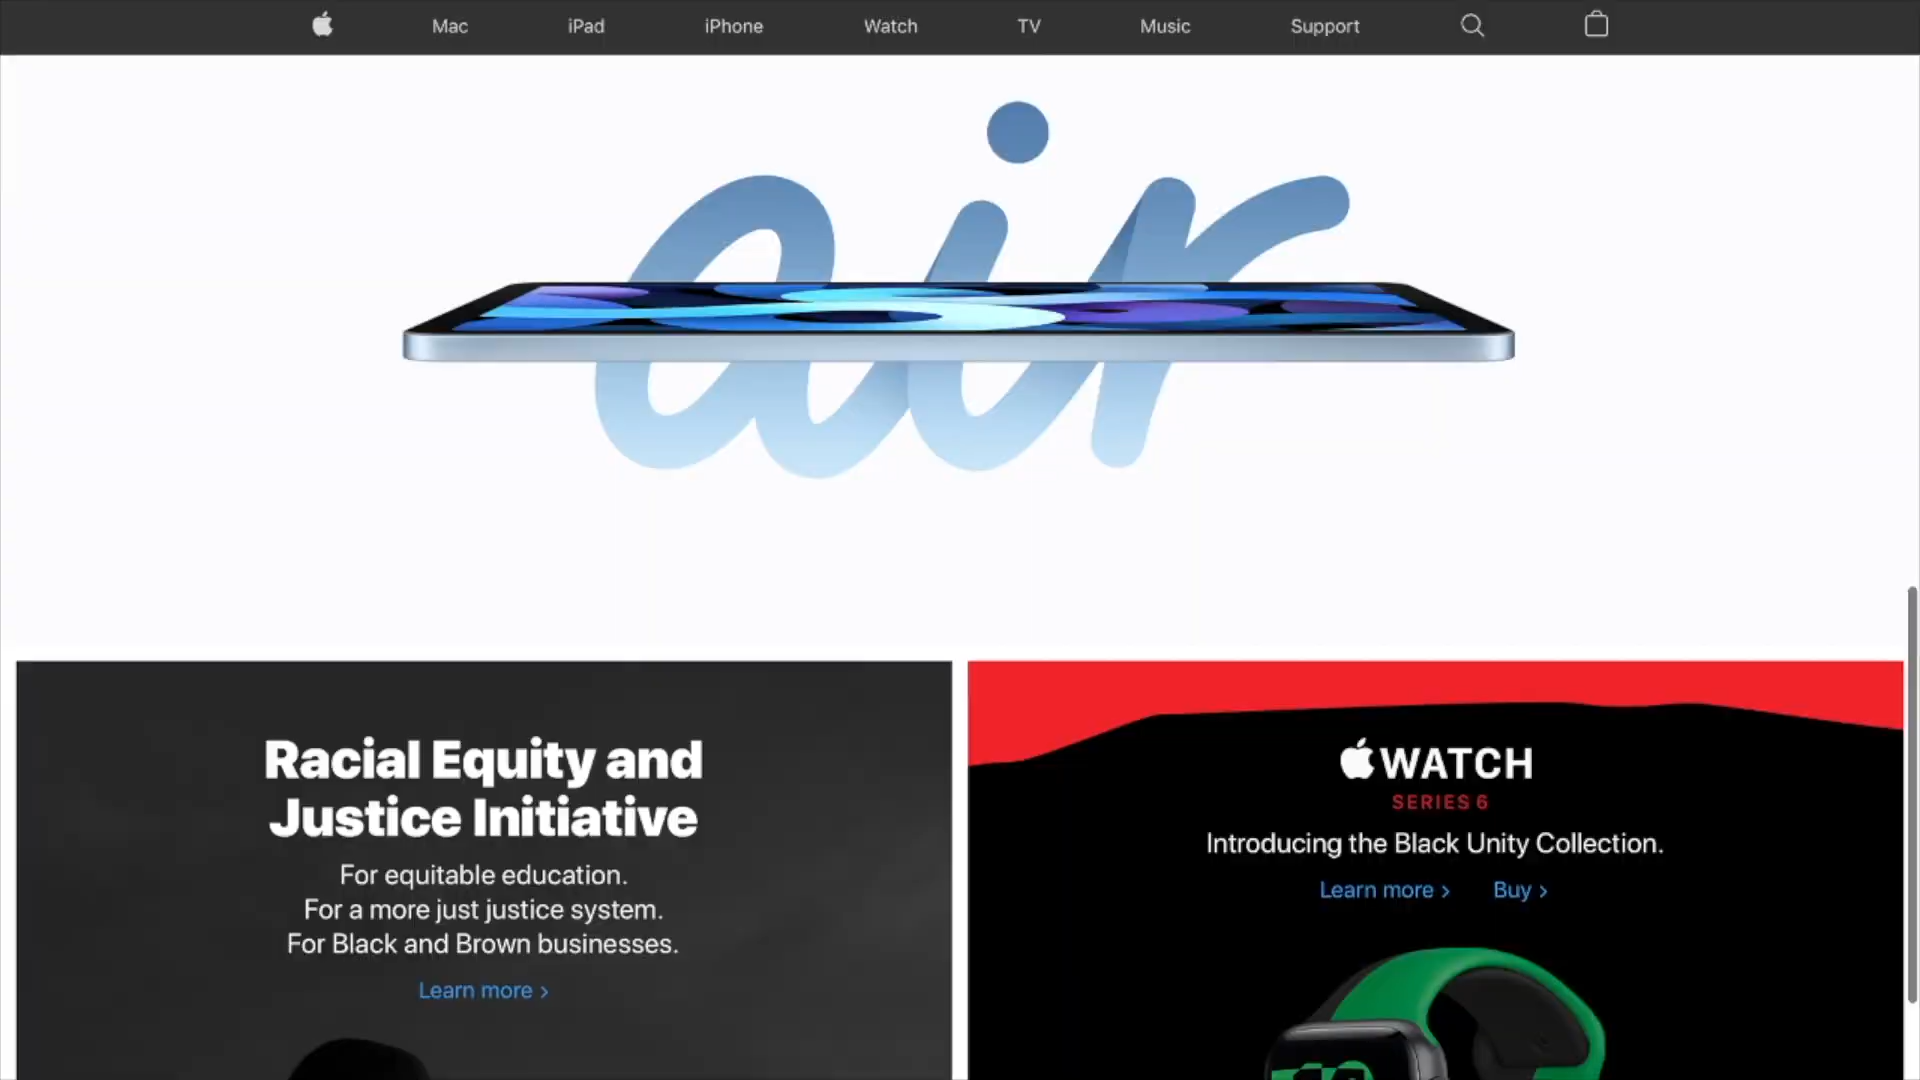 Mac iPad iPhone Watch TV Music Support
air
Racial Equity and
Justice Initiative
For equitable education.
For a more just justice system.
For Black and Brown businesses.
Learn more >
WATCH
SERIES 6
Introducing the Black Unity Collection.
Learn more > Buy >